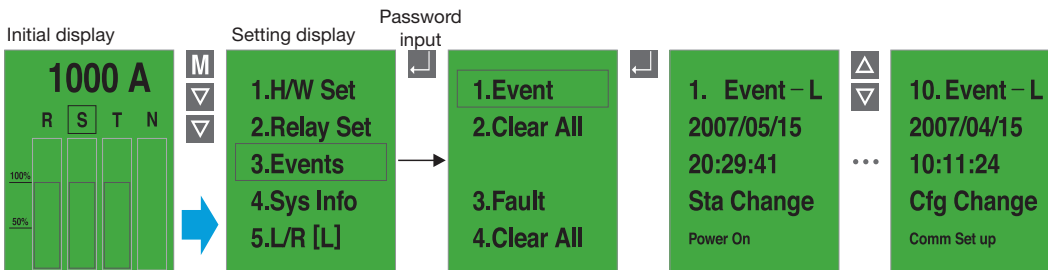 Initial display
1000 A
R S T N
100%
50%
M
Setting display
1.H/W Set
2.Relay Set
3.Events
4.Sys Info
5.L/R [L]
Password
input
1.Event
2.Clear All
3.Fault
4.Clear All
1. Event－L
2007/05/15
20:29:41
Sta Change
Power On
...
10. Event－L
2007/04/15
10:11:24
Cfg Change
Comm Set up